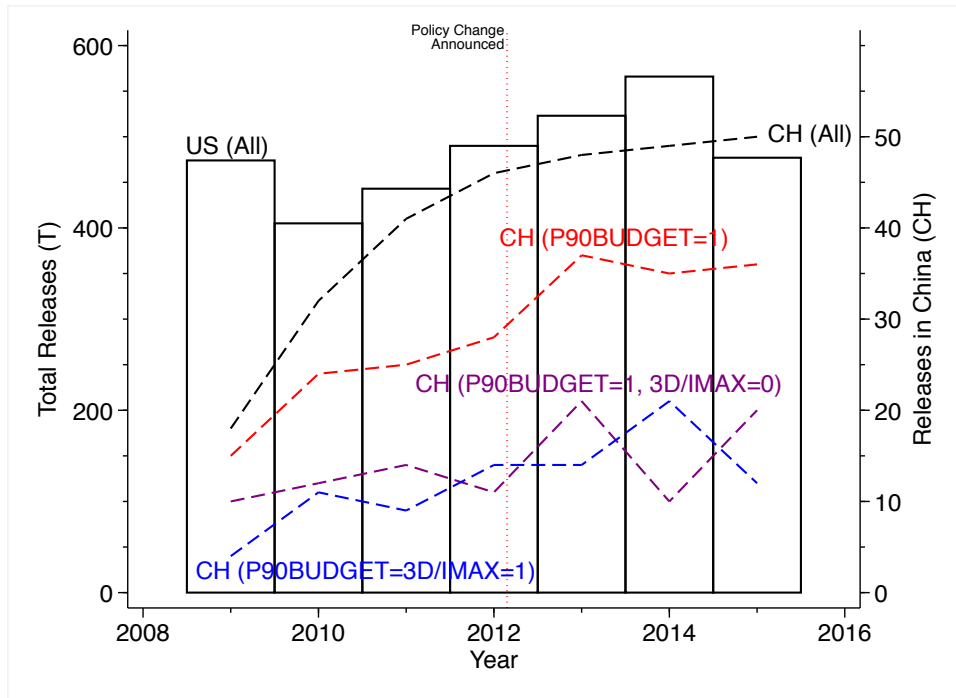 Policy Change
Announced
600
400
200
0
Total Releases (T)
US (All)
CH (All)
CH (P90BUDGET=1)
CH (P90BUDGET=1, 3D/IMAX=0)
CH (P90BUDGET=3D/IMAX=1)
50
40
30
20
10
0
Releases in China (CH)
2008
2010
2012
2014
2016
Year